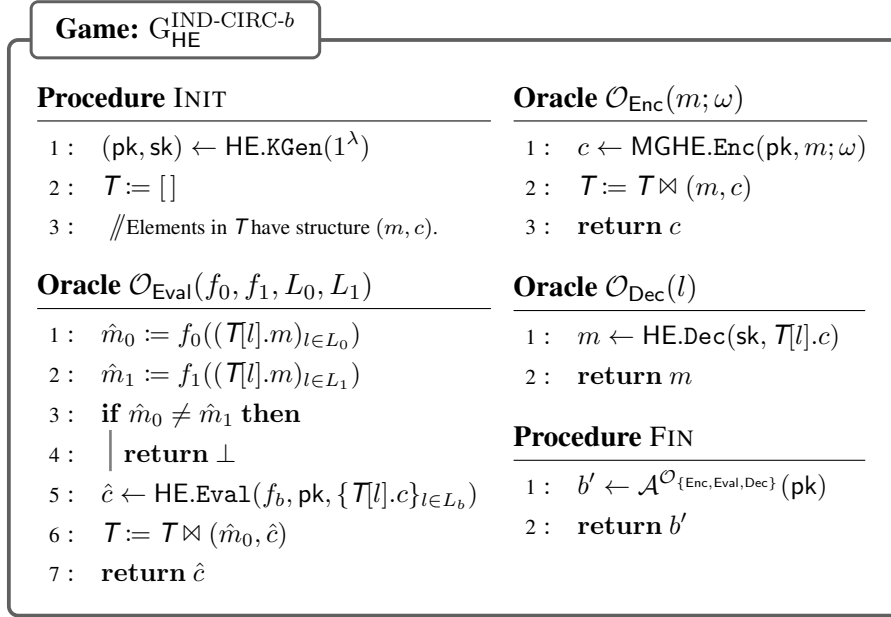 Game: G_HE^IND-CIRC-b
Procedure INIT
1 : (pk, sk) ← HE.KGen(1^λ)
2 : T := [ ]
3 : //Elements in T have structure (m, c).
Oracle O_Eval(f_0, f_1, L_0, L_1)
1 : m̂_0 := f_0((T[l].m)_{l∈L_0})
2 : m̂_1 := f_1((T[l].m)_{l∈L_1})
3 : if m̂_0 ≠ m̂_1 then
4 : return ⊥
5 : ĉ ← HE.Eval(f_b, pk, {T[l].c}_{l∈L_b})
6 : T := T ⋈ (m̂_0, ĉ)
7 : return ĉ
Oracle O_Enc(m; ω)
1 : c ← MGHE.Enc(pk, m; ω)
2 : T := T ⋈ (m, c)
3 : return c
Oracle O_Dec(l)
1 : m ← HE.Dec(sk, T[l].c)
2 : return m
Procedure FIN
1 : b′ ← A^{O_{Enc,Eval,Dec}}(pk)
2 : return b′